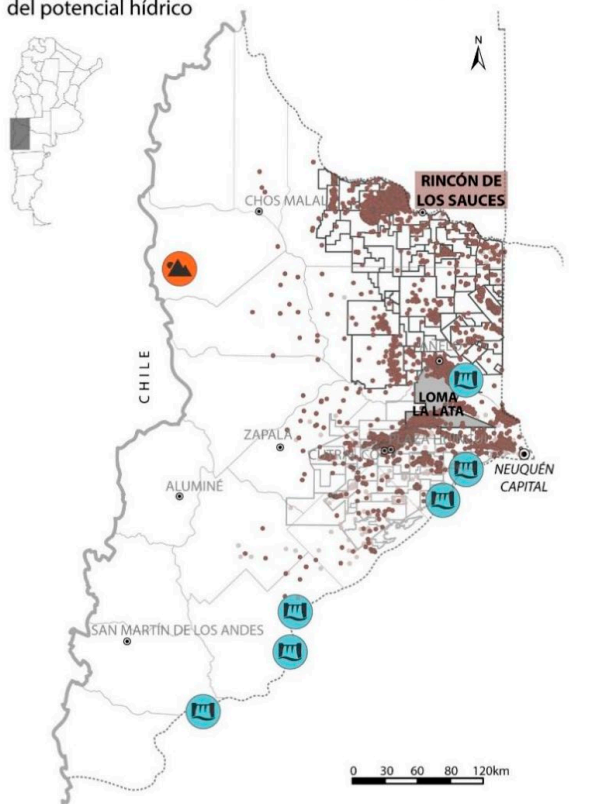 del potencial hídrico
N
RINCÓN DE
LOS SAUCES
CHOS MALAL
CHILE
LOMA
LA LATA
ZAPALA
NEUQUÉN
CAPITAL
ALUMINÉ
SAN MARTÍN DE LOS ANDES
0 30 60 80 120km